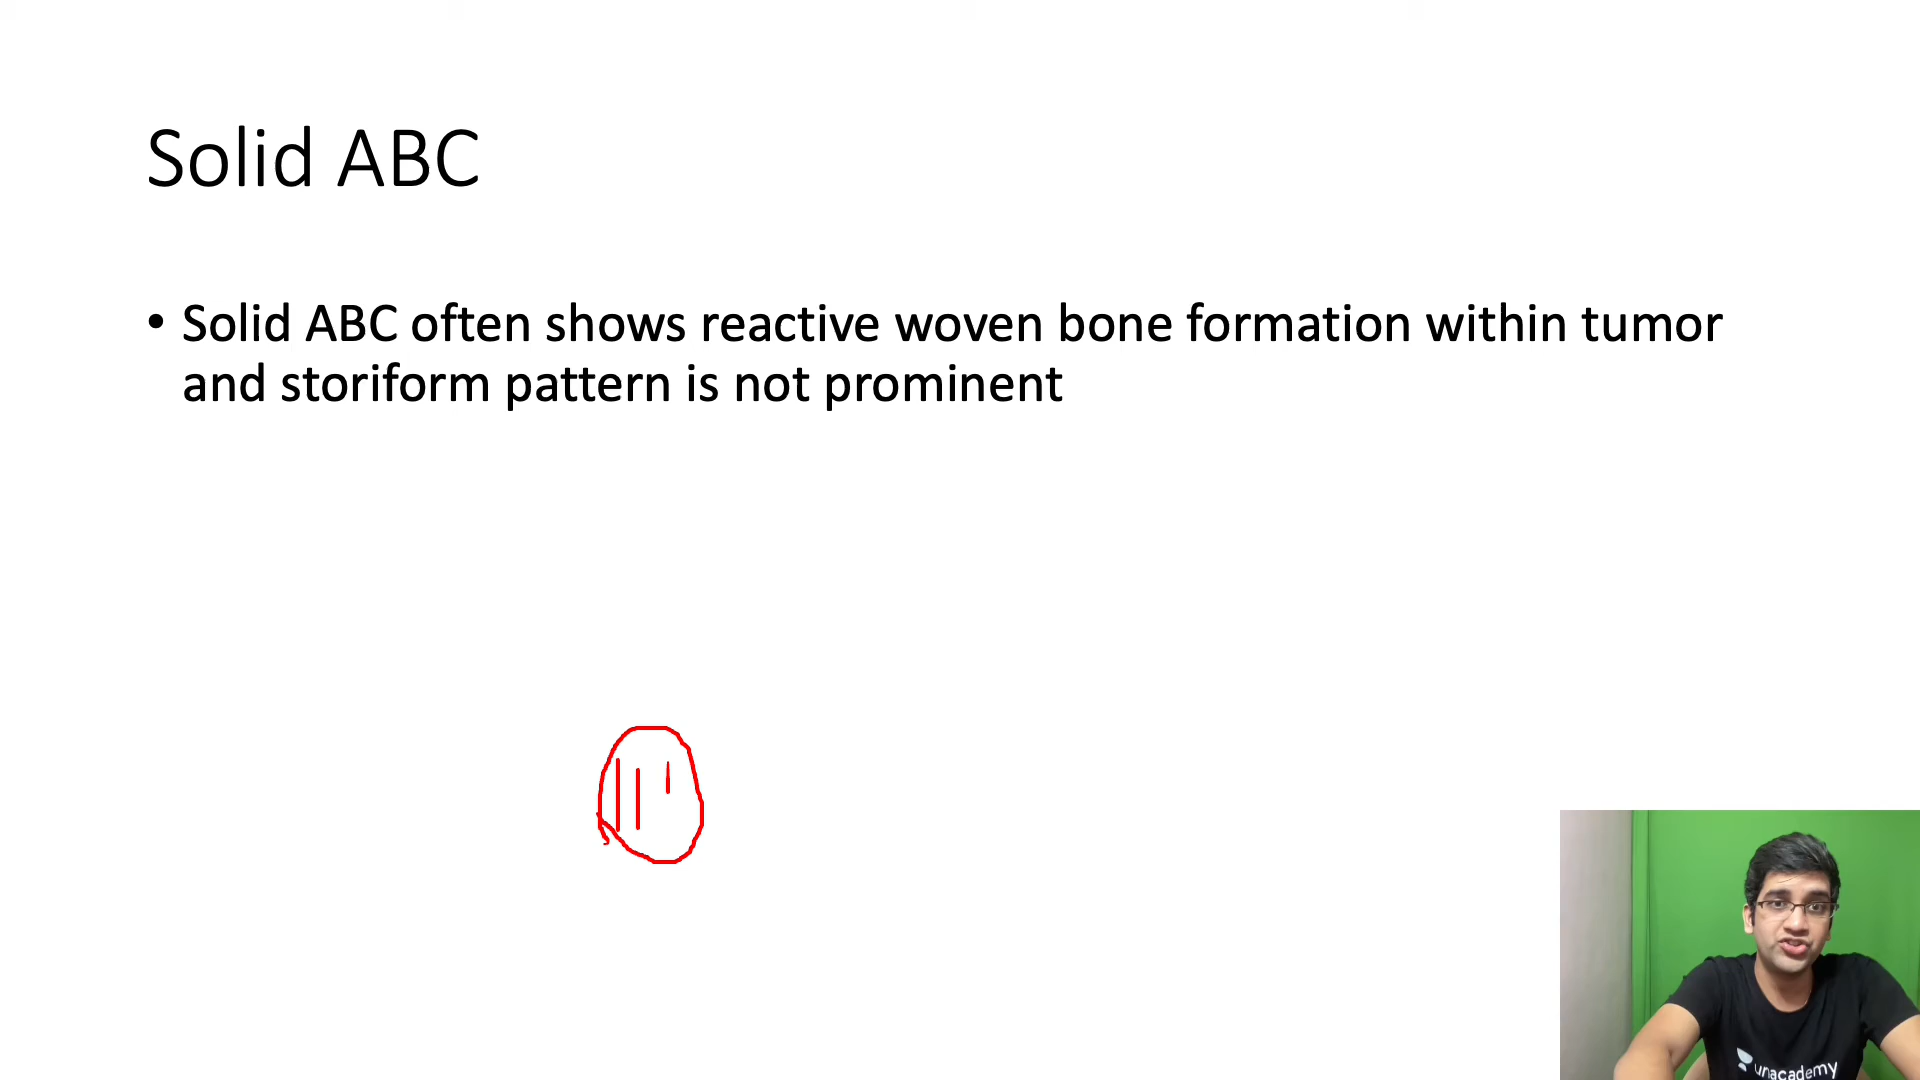 Solid ABC
• Solid ABC often shows reactive woven bone formation within tumor
and storiform pattern is not prominent
unacademy